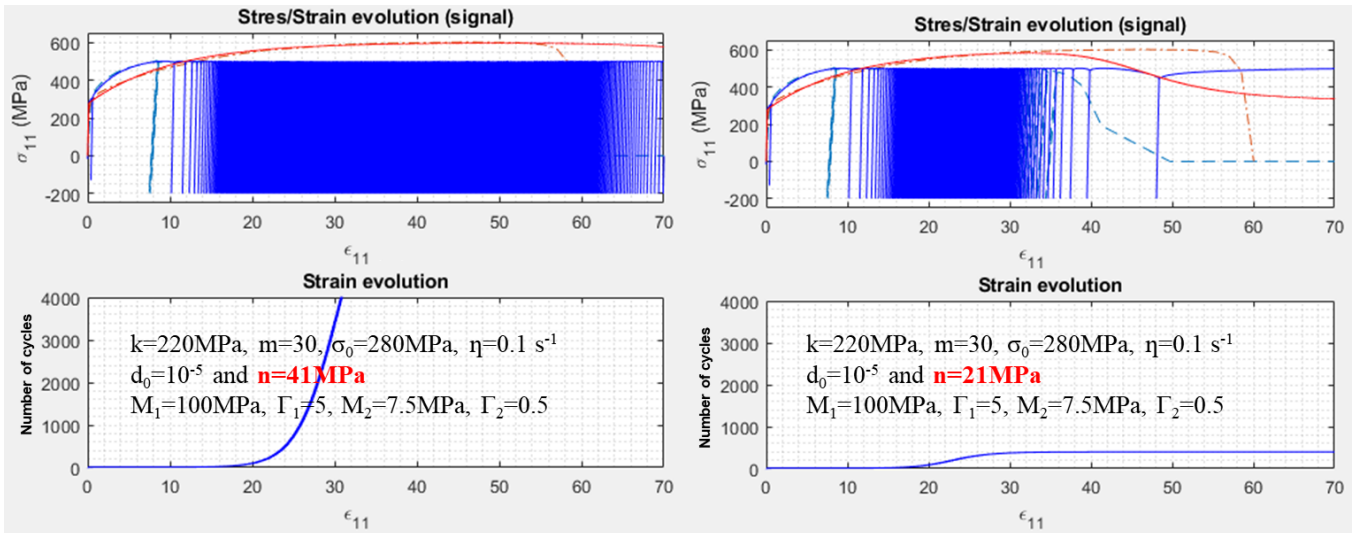 Stres/Strain evolution (signal)
σ11 (MPa)
600
400
200
0
-200
0 10 20 30 40 50 60 70
ϵ11
Strain evolution
Number of cycles
4000
3000
2000
1000
0
k=220MPa, m=30, σ0=280MPa, η=0.1 s-1
d0=10-5 and n=41MPa
M1=100MPa, Γ1=5, M2=7.5MPa, Γ2=0.5
0 10 20 30 40 50 60 70
ϵ11
Stres/Strain evolution (signal)
σ11 (MPa)
600
400
200
0
-200
0 10 20 30 40 50 60 70
ϵ11
Strain evolution
Number of cycles
4000
3000
2000
1000
0
k=220MPa, m=30, σ0=280MPa, η=0.1 s-1
d0=10-5 and n=21MPa
M1=100MPa, Γ1=5, M2=7.5MPa, Γ2=0.5
0 10 20 30 40 50 60 70
ϵ11